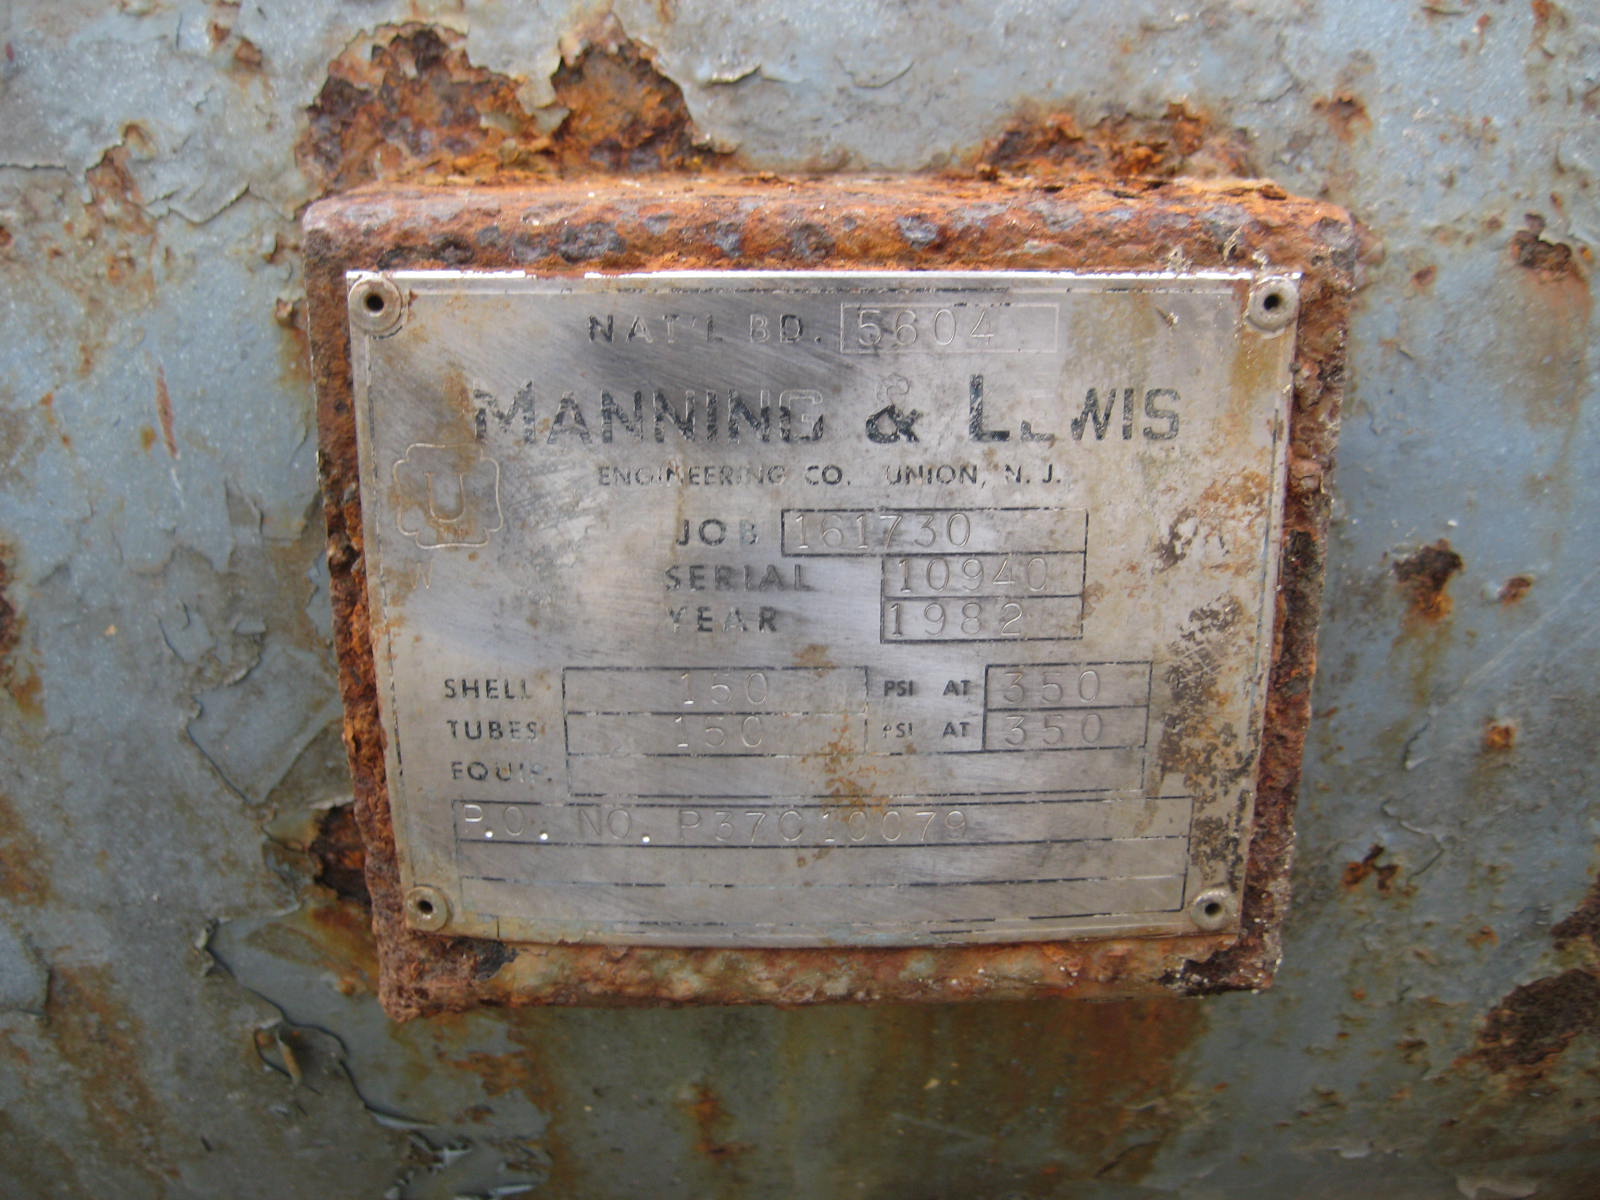 NAT'L BD. 5604
MANNING & LEWIS
ENGINEERING CO. UNION, N. J.
U
W
JOB 161730
SERIAL 10940
YEAR 1982
SHELL 150 PSI AT 350
TUBES 150 PSI AT 350
EQUIP.
P.O. NO. P37C10079